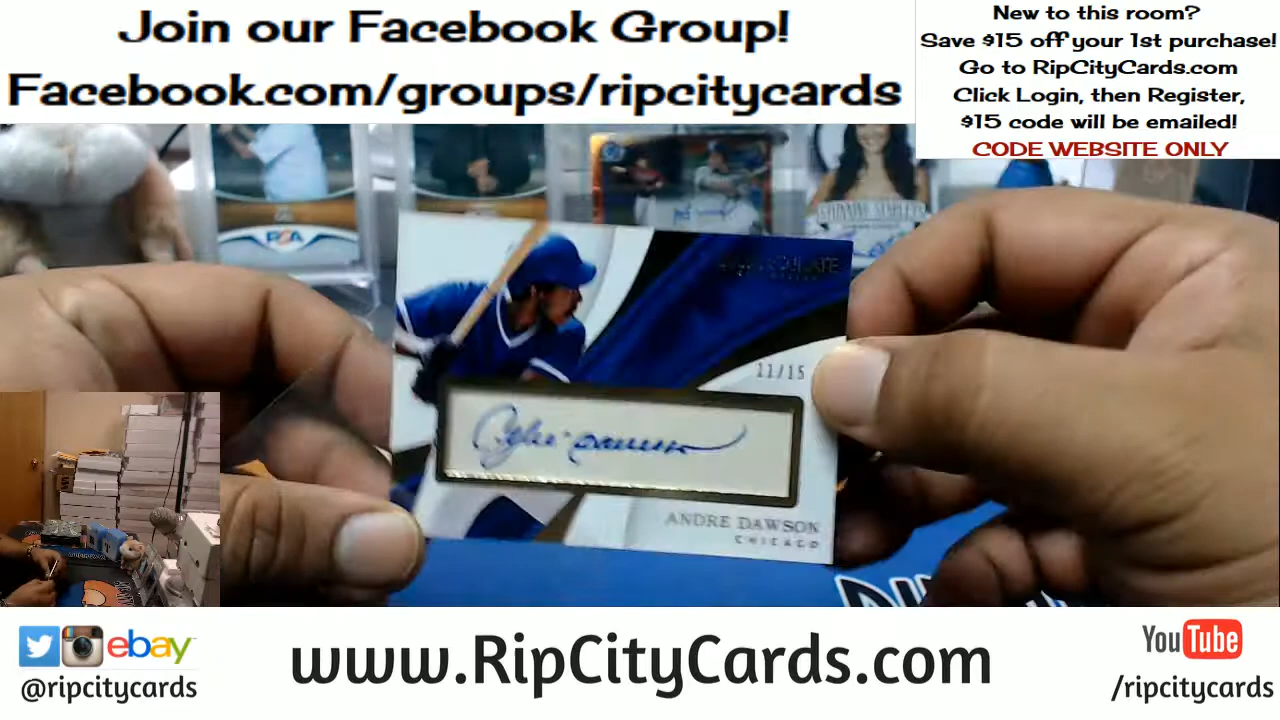 Join our Facebook Group!
Facebook.com/groups/ripcitycards
New to this room?
Save $15 off your 1st purchase!
Go to RipCityCards.com
Click Login, then Register,
$15 code will be emailed!
CODE WEBSITE ONLY
11/15
Andre Dawson
ANDRE DAWSON
CHICAGO
ebay
@ripcitycards
www.RipCityCards.com
YouTube
/ripcitycards